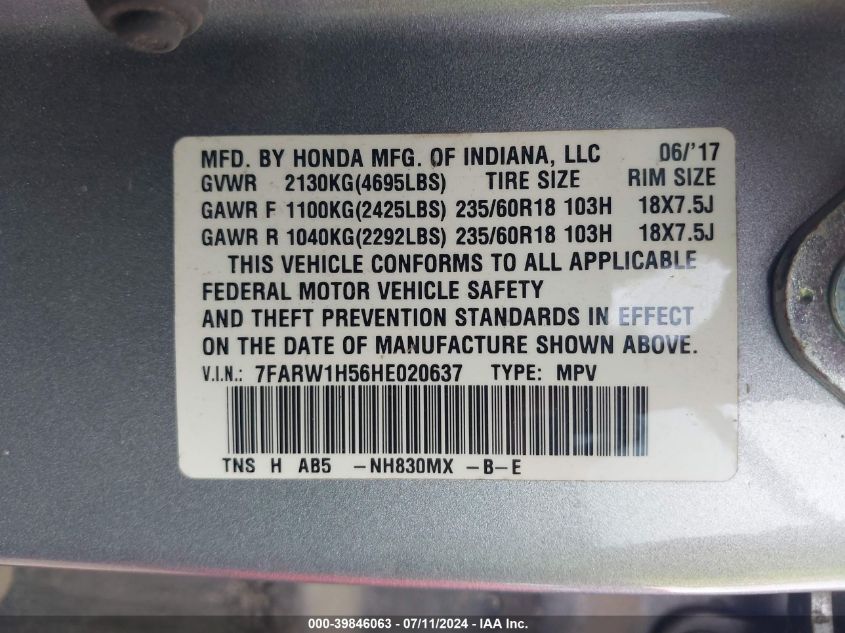 MFD. BY HONDA MFG. OF INDIANA, LLC 06/'17
GVWR 2130KG(4695LBS) TIRE SIZE RIM SIZE
GAWR F 1100KG(2425LBS) 235/60R18 103H 18X7.5J
GAWR R 1040KG(2292LBS) 235/60R18 103H 18X7.5J
THIS VEHICLE CONFORMS TO ALL APPLICABLE
FEDERAL MOTOR VEHICLE SAFETY
AND THEFT PREVENTION STANDARDS IN EFFECT
ON THE DATE OF MANUFACTURE SHOWN ABOVE.
V.I.N.: 7FARW1H56HE020637 TYPE: MPV
TNS H AB5 -NH830MX -B-E
000-39846063 - 07/11/2024 - IAA Inc.